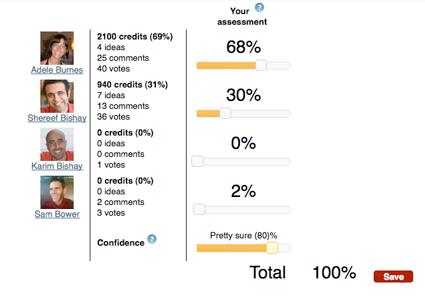 Your ?
assessment
2100 credits (69%)
4 ideas
25 comments
40 votes
Adele Burnes
68%
940 credits (31%)
7 ideas
13 comments
36 votes
Shereef Bishay
30%
0 credits (0%)
0 ideas
0 comments
1 votes
Karim Bishay
0%
0 credits (0%)
0 ideas
2 comments
3 votes
Sam Bower
2%
Confidence ?
Pretty sure (80)%
Total 100% Save